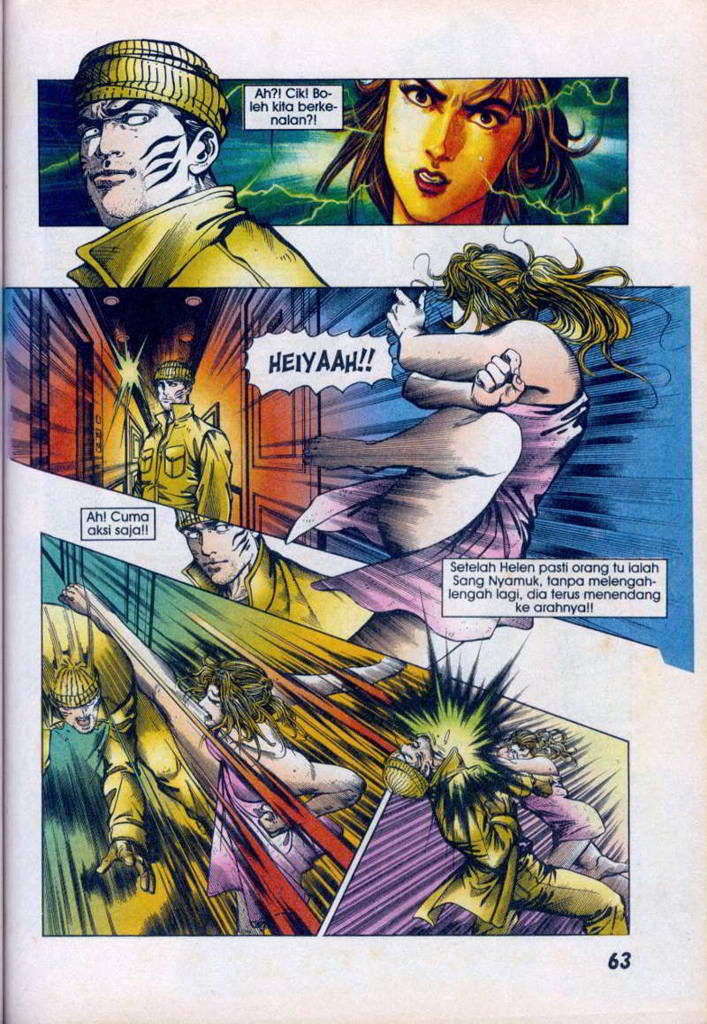 Ah?! Cik! Bo-
leh kita berke-
nalan?!
HEIYAAH!!
Ah! Cuma
aksi saja!!
Setelah Helen pasti orang tu ialah
Sang Nyamuk, tanpa melengah-
lengah lagi, dia terus menendang
ke arahnya!!
63